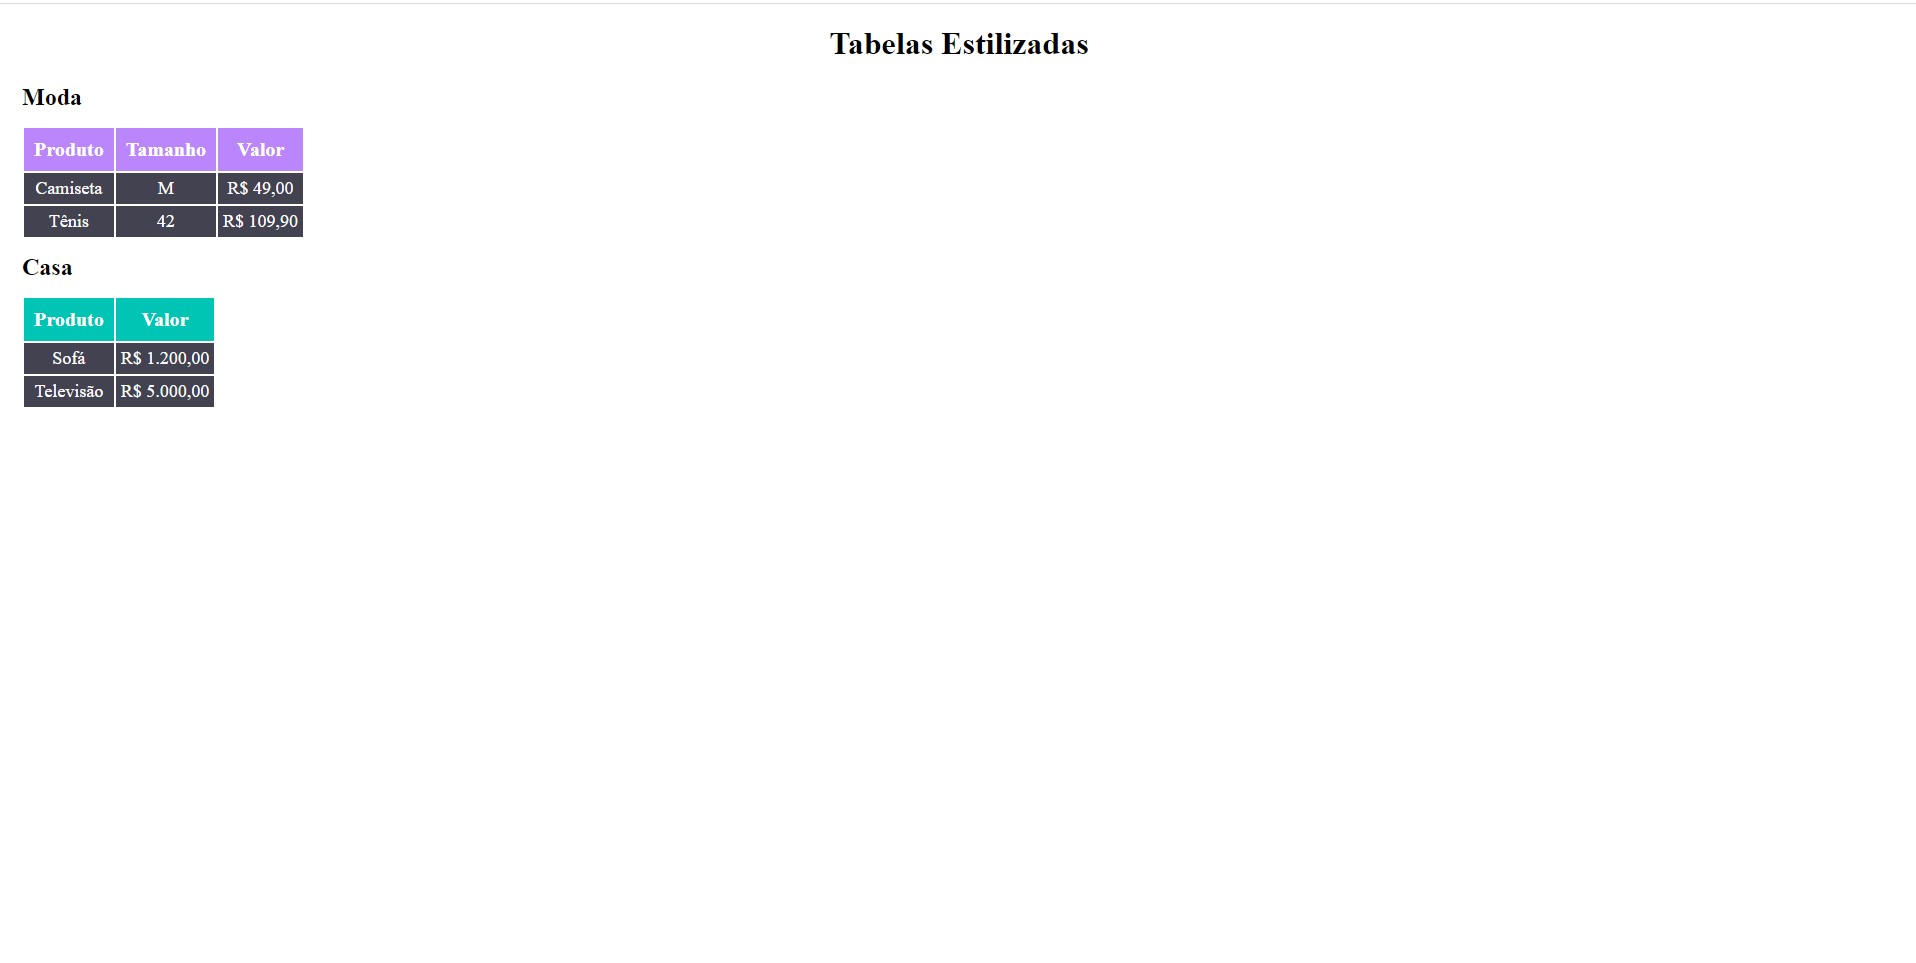 Tabelas Estilizadas
Moda
Produto Tamanho Valor
Camiseta M R$ 49,00
Tênis 42 R$ 109,90
Casa
Produto Valor
Sofá R$ 1.200,00
Televisão R$ 5.000,00